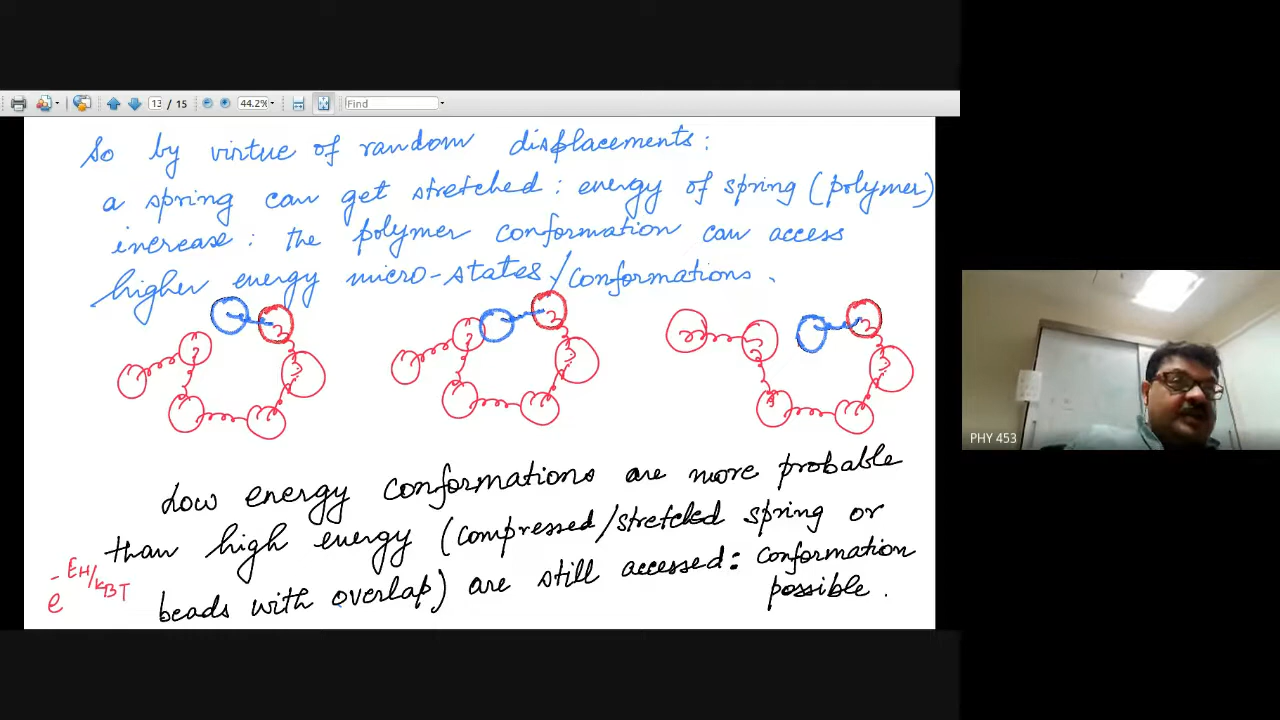 13 / 15
44.2%
Find
So by virtue of random displacements :
a spring can get stretched : energy of spring (polymer)
increase : the polymer conformation can access
higher energy micro-states/conformations .
Low energy conformations are more probable
than high energy (compressed/stretched spring or
beads with overlap) are still accessed : conformation
possible .
e^-EH/kBT
PHY 453